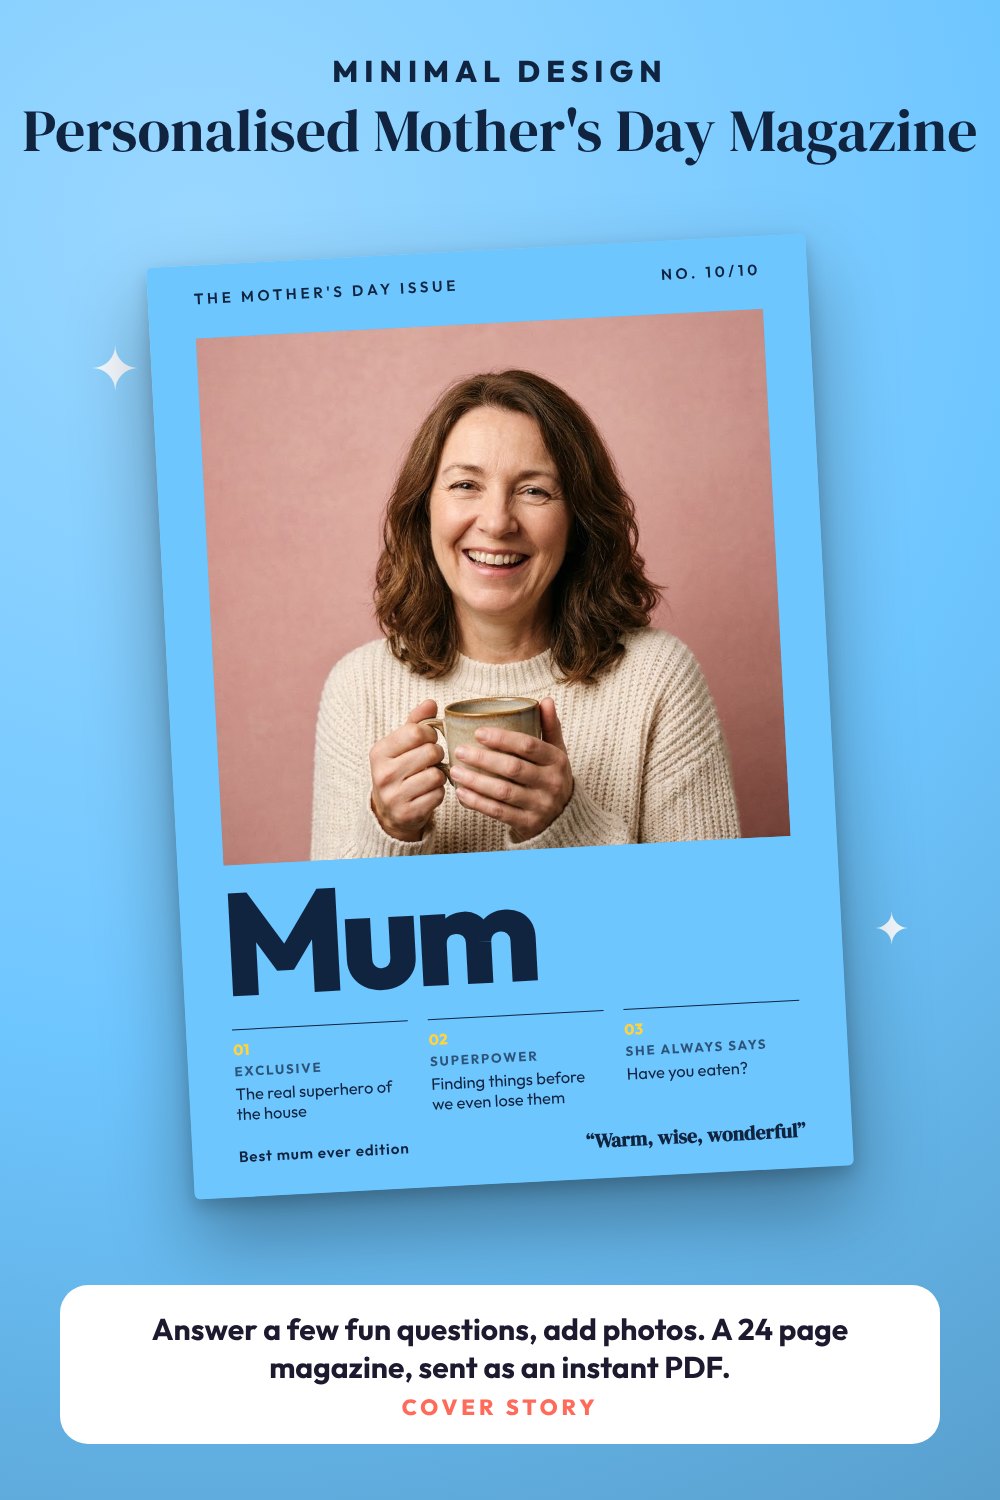 MINIMAL DESIGN
Personalised Mother's Day Magazine
THE MOTHER'S DAY ISSUE
NO. 10/10
Mum
01
EXCLUSIVE
The real superhero of
the house
02
SUPERPOWER
Finding things before
we even lose them
03
SHE ALWAYS SAYS
Have you eaten?
Best mum ever edition
“Warm, wise, wonderful”
Answer a few fun questions, add photos. A 24 page
magazine, sent as an instant PDF.
COVER STORY